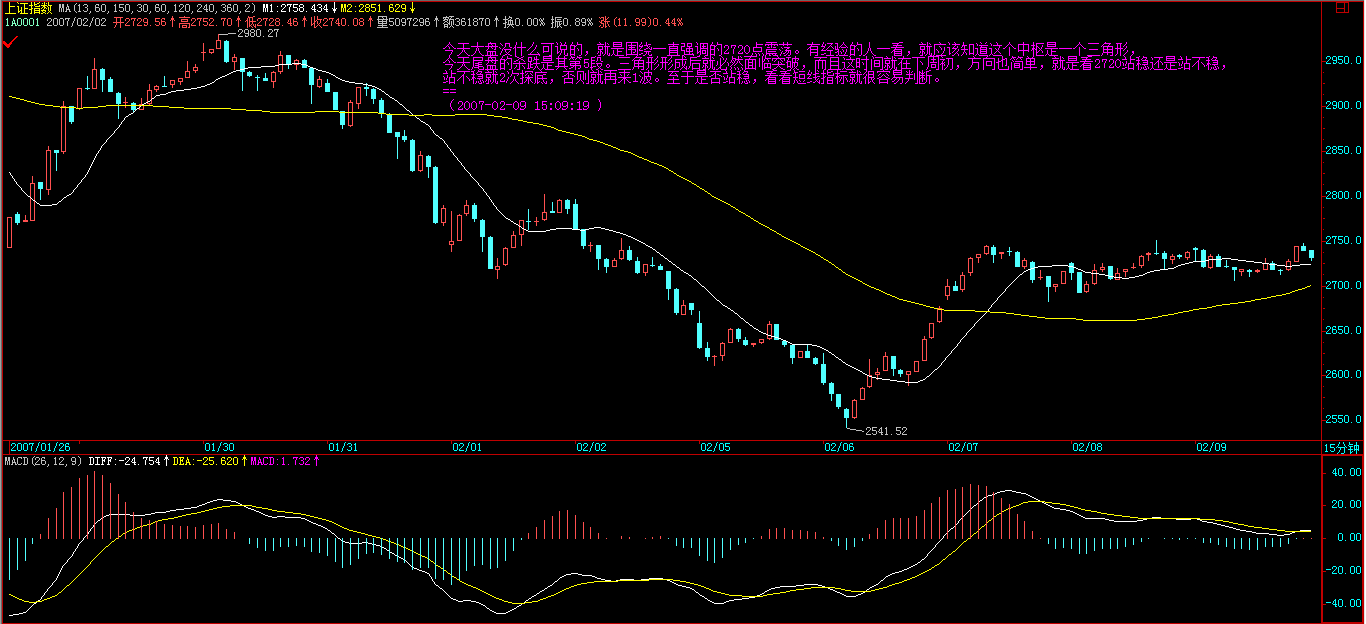 上证指数 MA(13,60,150,30,60,120,240,360,2) M1:2758.434↓M2:2851.629↓
1A0001 2007/02/02 开2729.56↑高2752.70↑低2728.46↑收2740.08↑量5097296↑额361870↑换0.00% 振0.89% 涨(11.99)0.44%
2980.27
今天大盘没什么可说的，就是围绕一直强调的2720点震荡。有经验的人一看，就应该知道这个中枢是一个三角形，
今天尾盘的杀跌是其第5段。三角形形成后就必然面临突破，而且这时间就在下周初，方向也简单，就是看2720站稳还是站不稳，
站不稳就2次探底，否则就再来1波。至于是否站稳，看看短线指标就很容易判断。
==
（2007-02-09 15:09:19 ）
2950.0
2900.0
2850.0
2800.0
2750.0
2700.0
2650.0
2600.0
2550.0
2541.52
2007/01/26 01/30 01/31 02/01 02/02 02/05 02/06 02/07 02/08 02/09 15分钟
MACD(26,12,9) DIFF:-24.754↑DEA:-25.620↑MACD:1.732↑
40.00
20.00
0.00
-20.00
-40.00